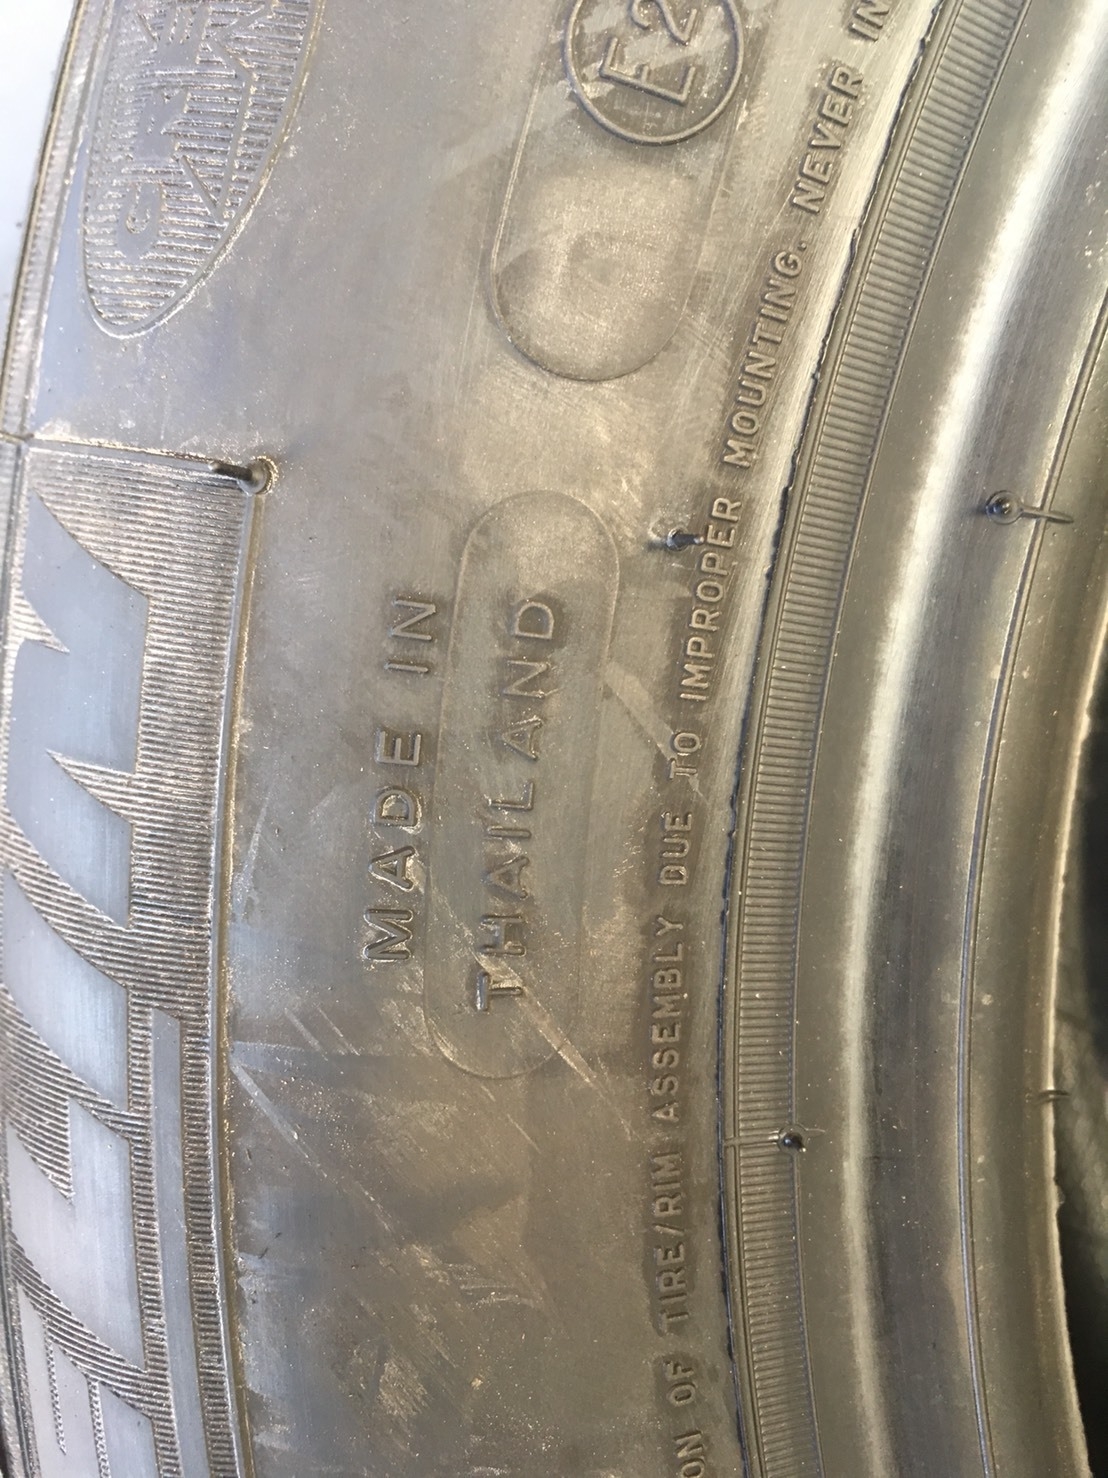 E2
MADE IN
THAILAND
ON OF TIRE/RIM ASSEMBLY DUE TO IMPROPER MOUNTING. NEVER IN